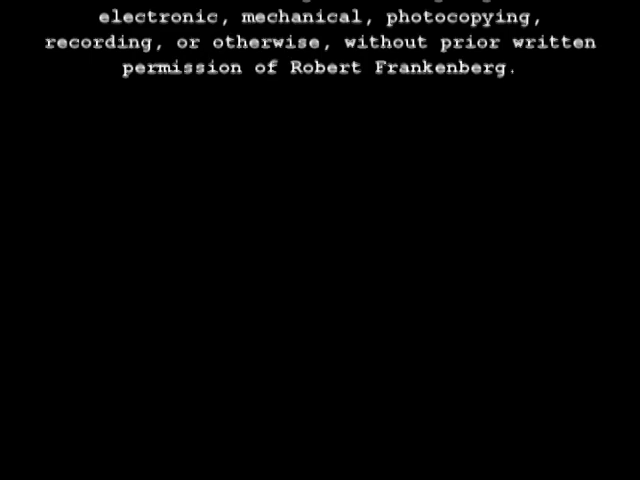 electronic, mechanical, photocopying,
recording, or otherwise, without prior written
permission of Robert Frankenberg.